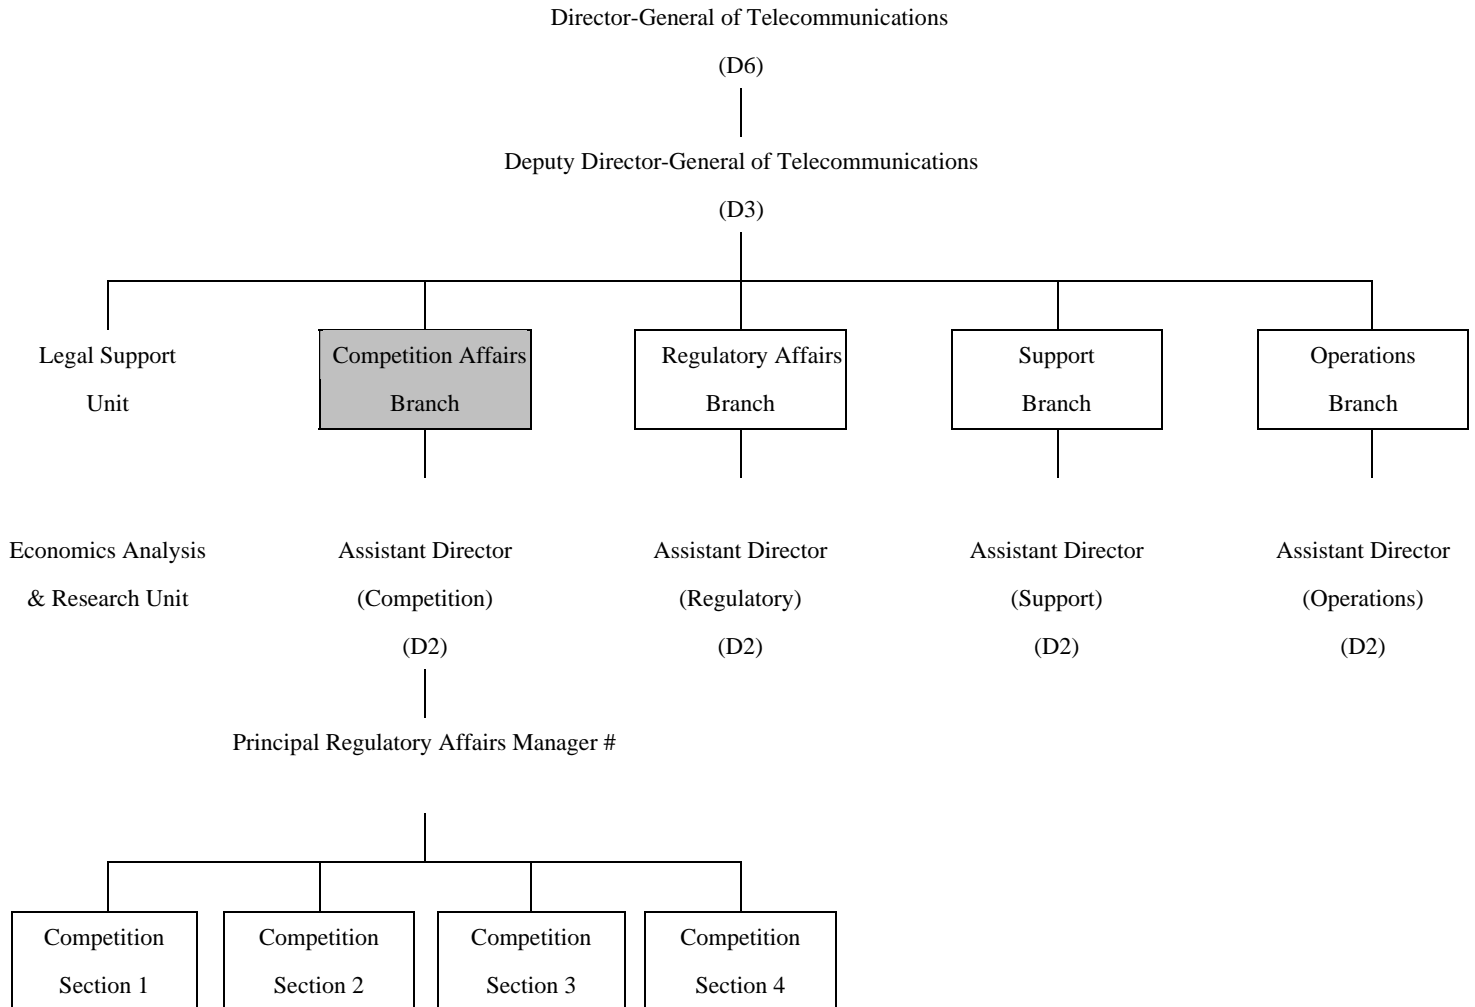 Director-General of Telecommunications
(D6)
Deputy Director-General of Telecommunications
(D3)
Legal Support
Unit
Competition Affairs
Branch
Regulatory Affairs
Branch
Support
Branch
Operations
Branch
Economics Analysis
& Research Unit
Assistant Director
(Competition)
(D2)
Assistant Director
(Regulatory)
(D2)
Assistant Director
(Support)
(D2)
Assistant Director
(Operations)
(D2)
Principal Regulatory Affairs Manager #
Competition
Section 1
Competition
Section 2
Competition
Section 3
Competition
Section 4